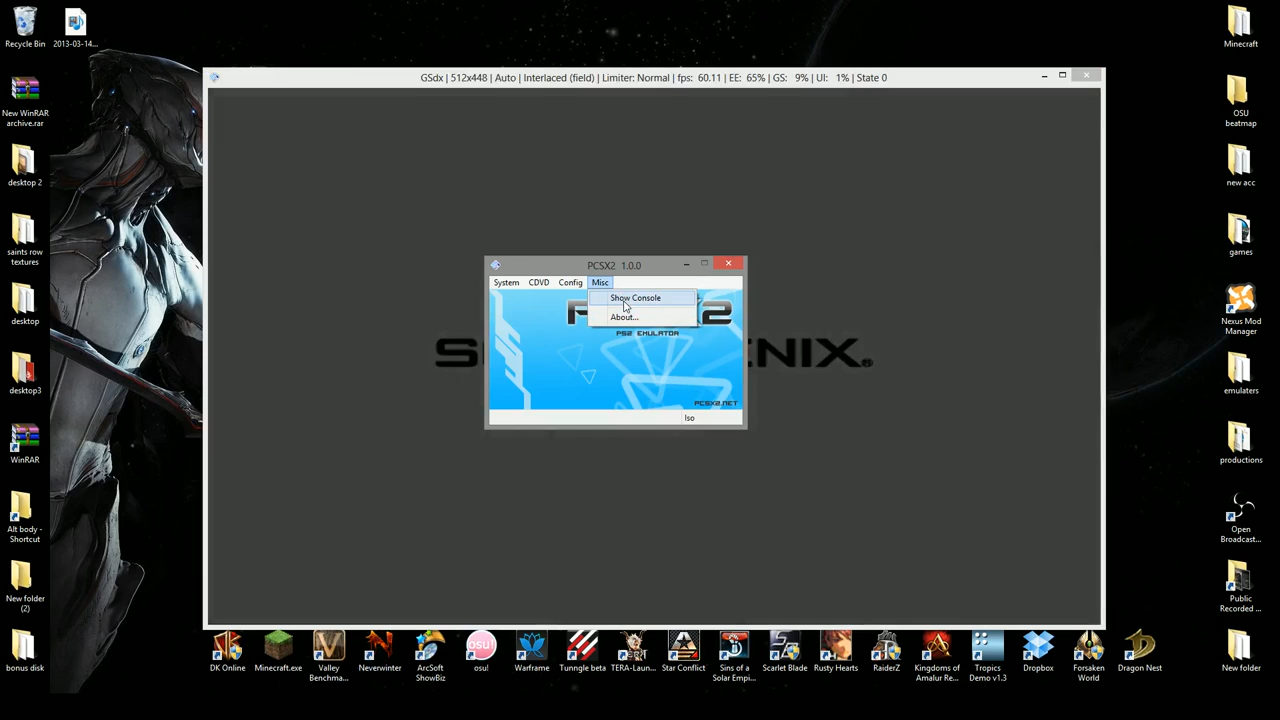 Recycle Bin
2013-03-14...
New WinRAR
archive.rar
desktop 2
saints row
textures
desktop
desktop3
WinRAR
Alt body -
Shortcut
New folder
(2)
bonus disk
GSdx | 512x448 | Auto | Interlaced (field) | Limiter: Normal | fps: 60.11 | EE: 65% | GS: 9% | UI: 1% | State 0
PCSX2 1.0.0
System CDVD Config Misc
Show Console
About...
PS2 EMULATOR
PCSX2.NET
Iso
Minecraft
OSU
beatmap
new acc
games
Nexus Mod
Manager
emulaters
productions
Open
Broadcast...
Public
Recorded ...
New folder
DK Online
Minecraft.exe
Valley
Benchma...
Neverwinter
ArcSoft
ShowBiz
osu!
osu!
Warframe
Tunngle beta
TERA-Laun...
Star Conflict
Sins of a
Solar Empi...
Scarlet Blade
Rusty Hearts
RaiderZ
Kingdoms of
Amalur Re...
Tropics
Demo v1.3
Dropbox
Forsaken
World
Dragon Nest